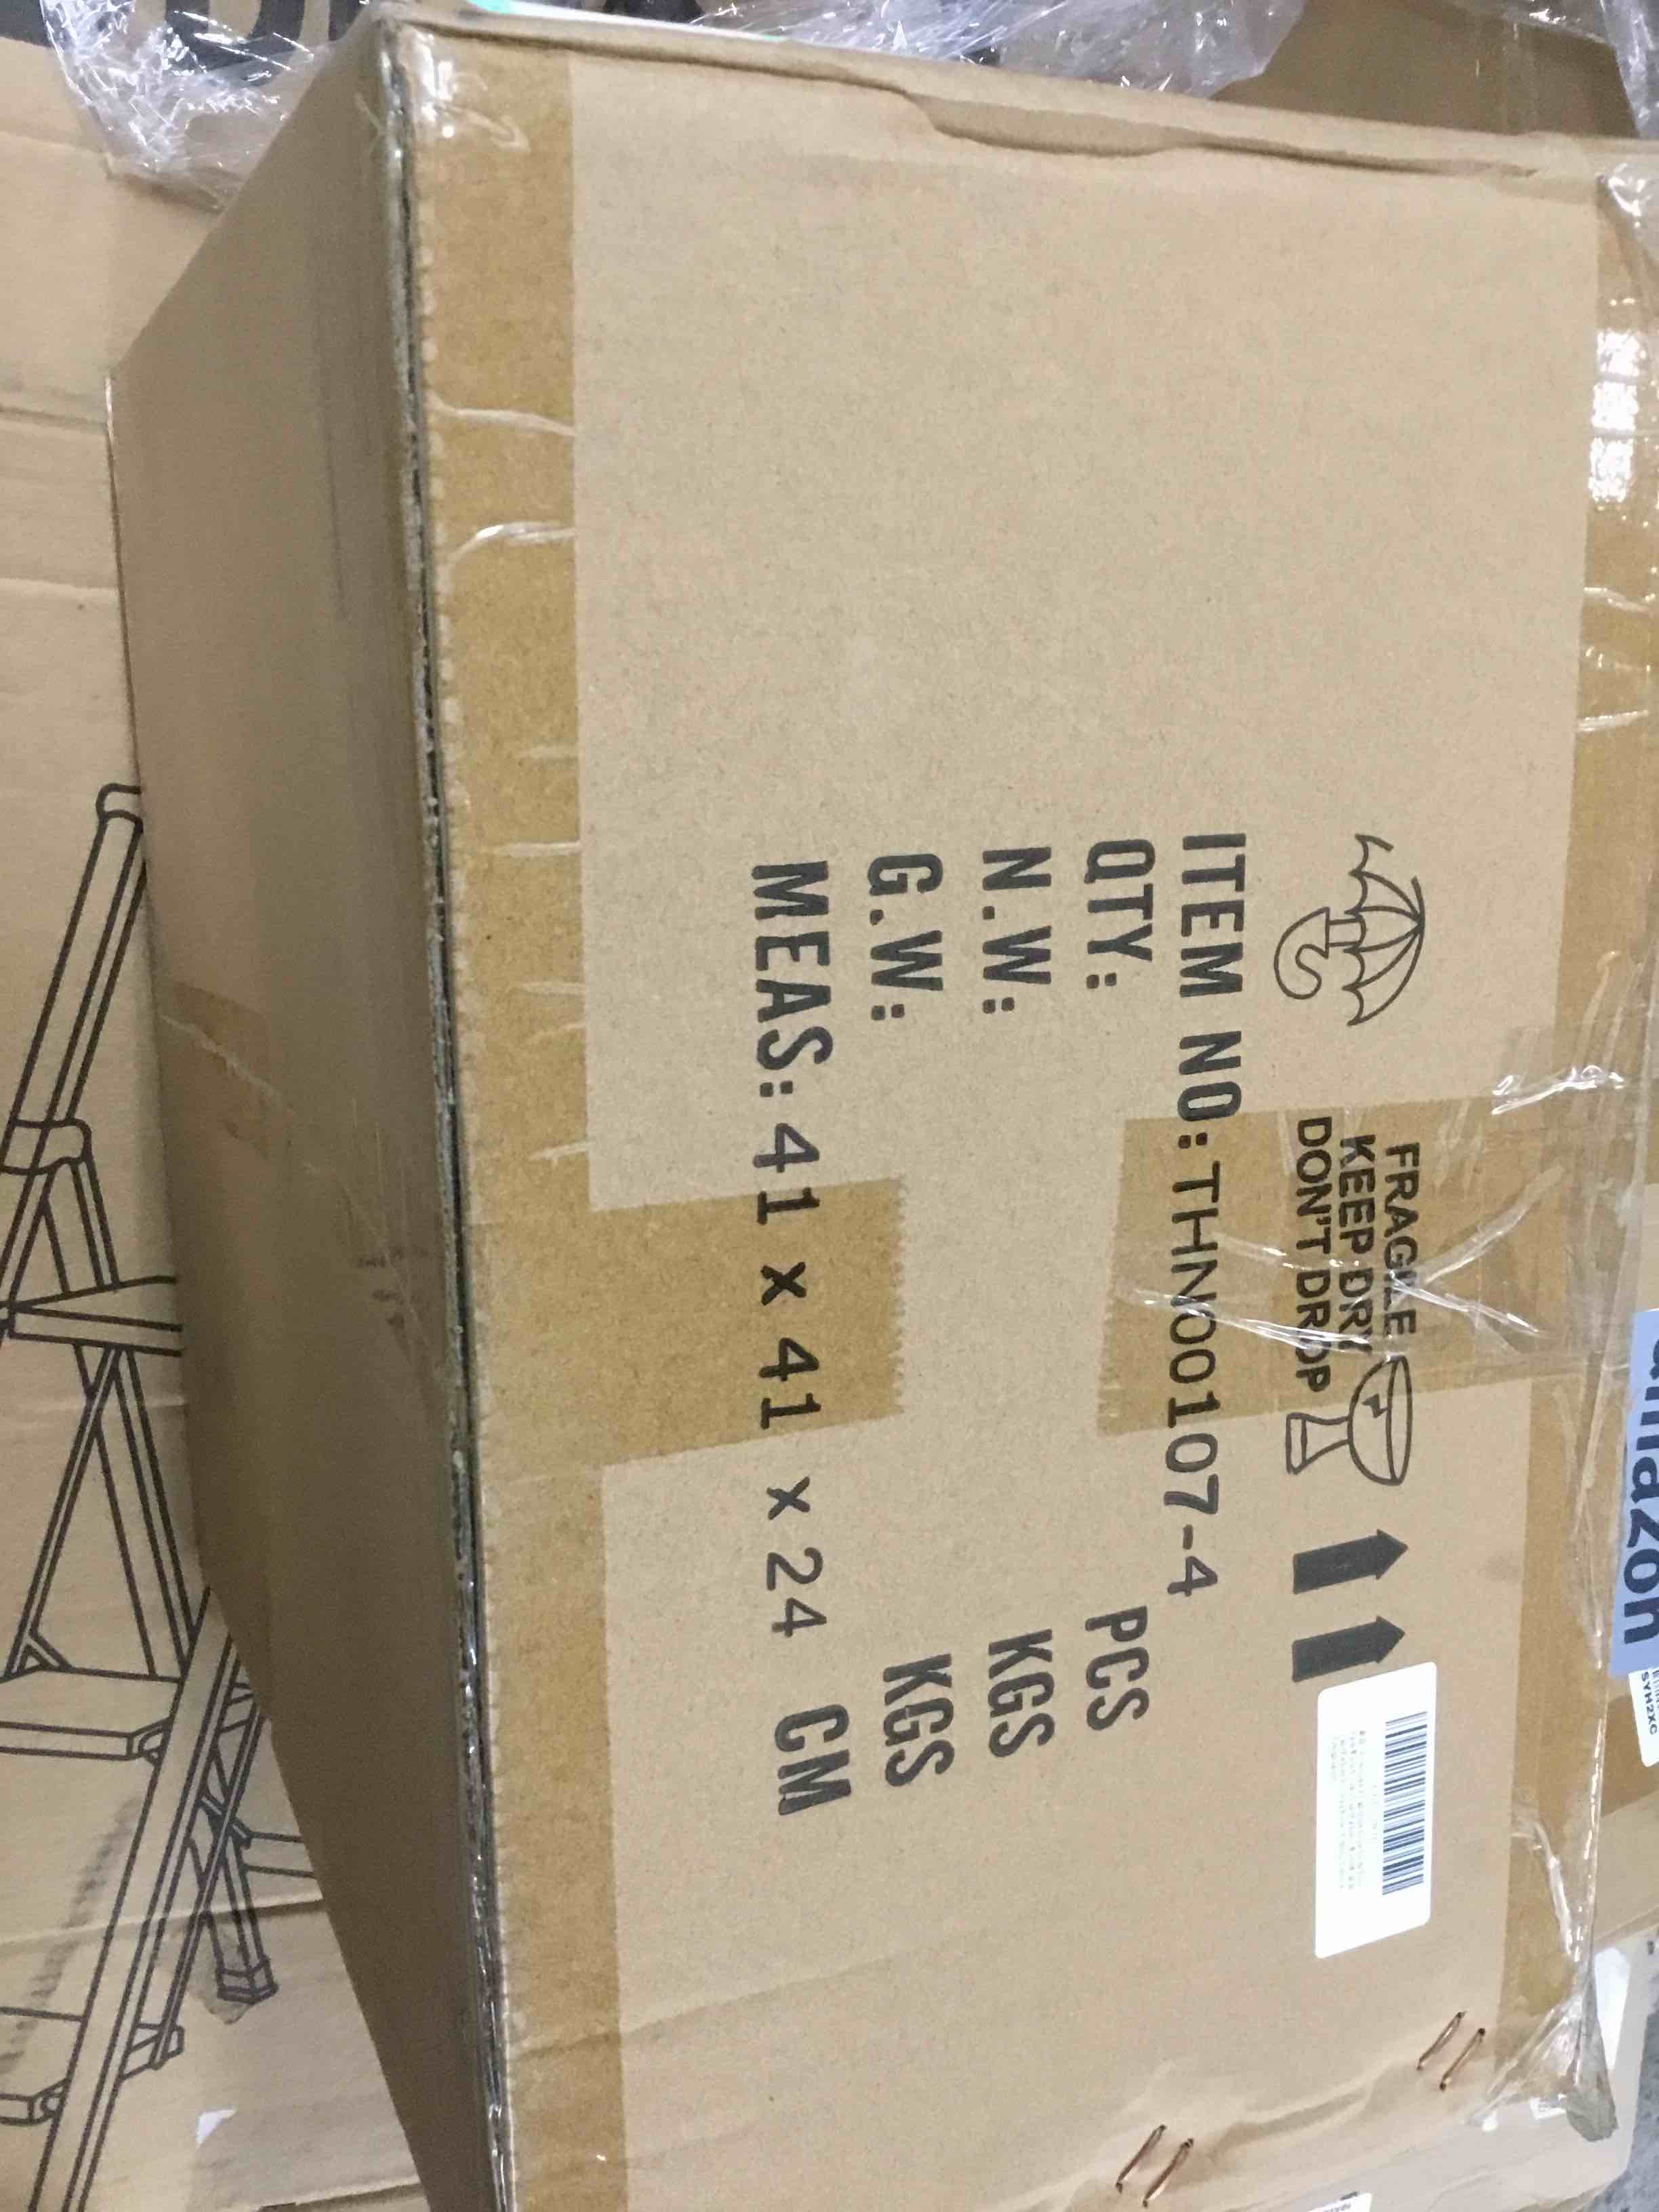 FRAGILE
KEEP DRY
DON'T DROP
ITEM NO: THN00107-4
QTY: PCS
N.W: KGS
G.W: KGS
MEAS: 41 x 41 x 24 CM
amazon
SYH2XC